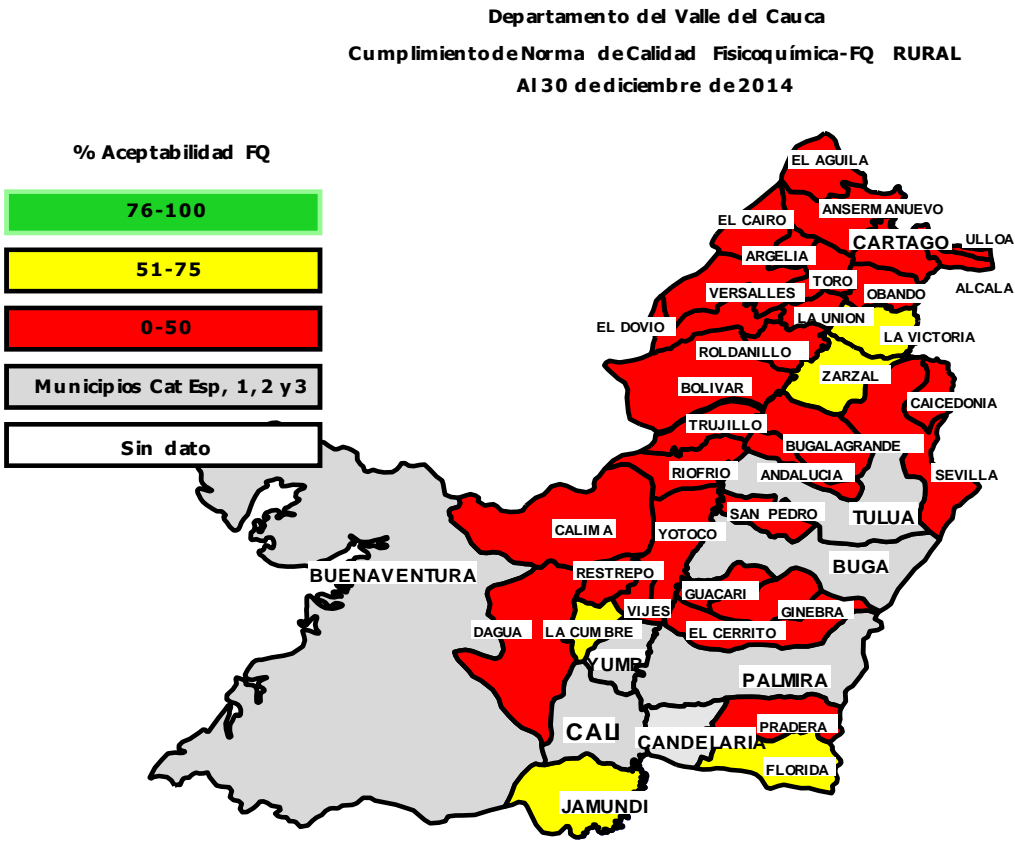 Departamento del Valle del Cauca
Cumplimiento de Norma de Calidad Fisicoquímica-FQ RURAL
Al 30 de diciembre de 2014
% Aceptabilidad FQ
76-100
51-75
0-50
Municipios Cat Esp, 1, 2 y 3
Sin dato
EL AGUILA
ANSERMANUEVO
EL CAIRO
CARTAGO
ULLOA
ARGELIA
TORO
ALCALA
VERSALLES
OBANDO
LA UNION
EL DOVIO
LA VICTORIA
ROLDANILLO
ZARZAL
BOLIVAR
CAICEDONIA
TRUJILLO
BUGALAGRANDE
RIOFRIO
ANDALUCIA
SEVILLA
SAN PEDRO
TULUA
CALIMA
YOTOCO
BUGA
BUENAVENTURA
RESTREPO
GUACARI
VIJES
GINEBRA
DAGUA
LA CUMBRE
EL CERRITO
YUMB
PALMIRA
CALI
CANDELARIA
PRADERA
FLORIDA
JAMUNDI